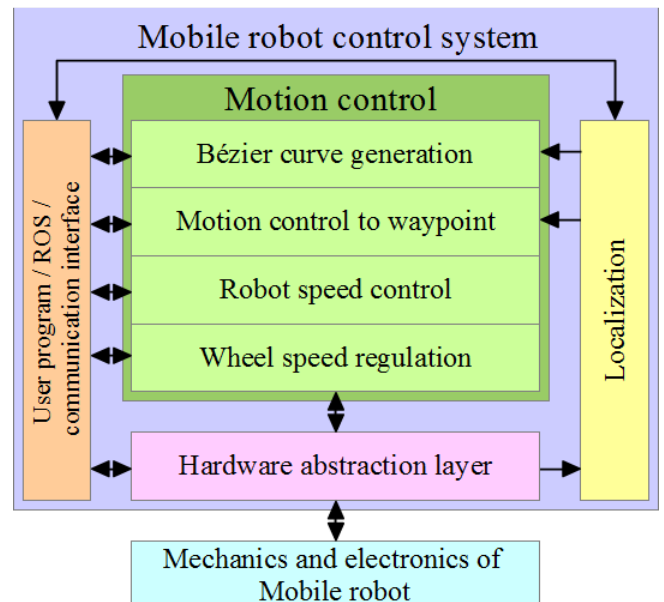 Mobile robot control system
Motion control
User program / ROS /
communication interface
Bézier curve generation
Motion control to waypoint
Robot speed control
Wheel speed regulation
Localization
Hardware abstraction layer
Mechanics and electronics of
Mobile robot